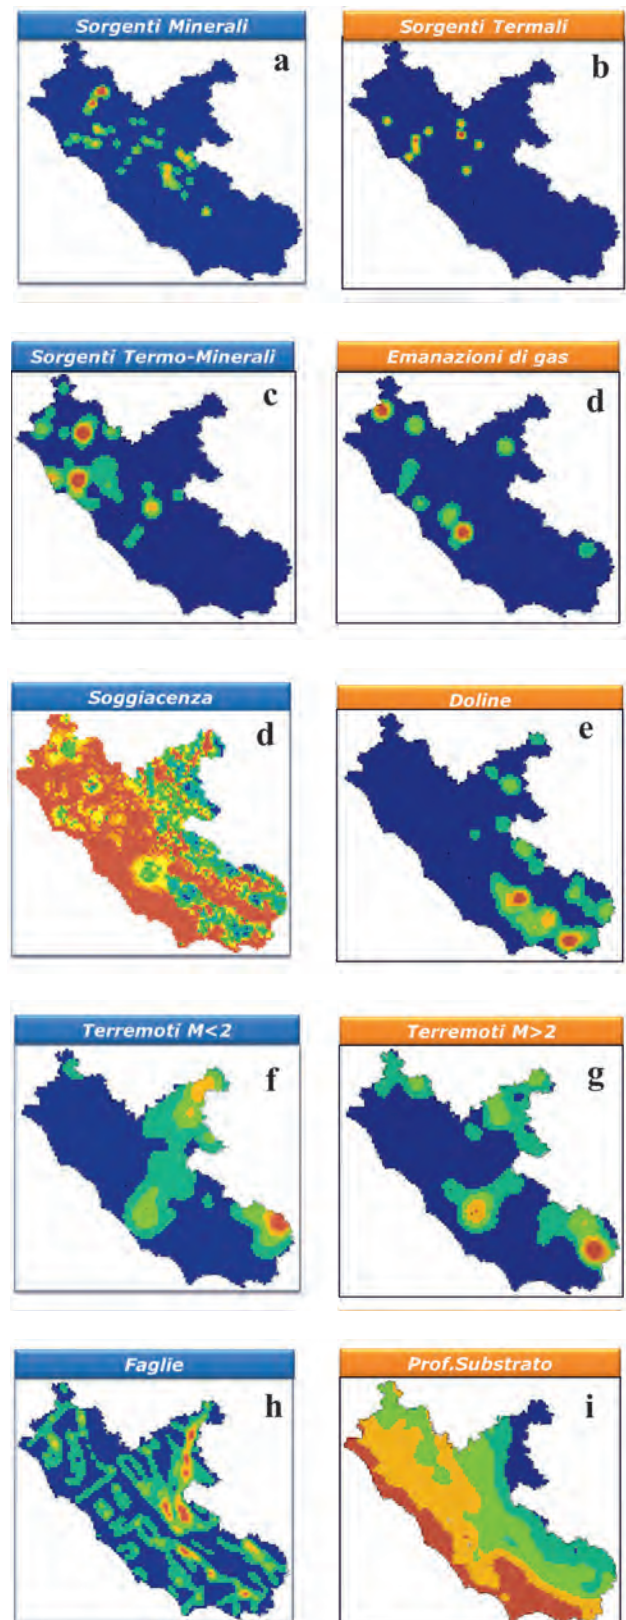 Sorgenti Minerali
a
Sorgenti Termali
b
Sorgenti Termo-Minerali
c
Emanazioni di gas
d
Soggiacenza
d
Doline
e
Terremoti M<2
f
Terremoti M>2
g
Faglie
h
Prof.Substrato
i